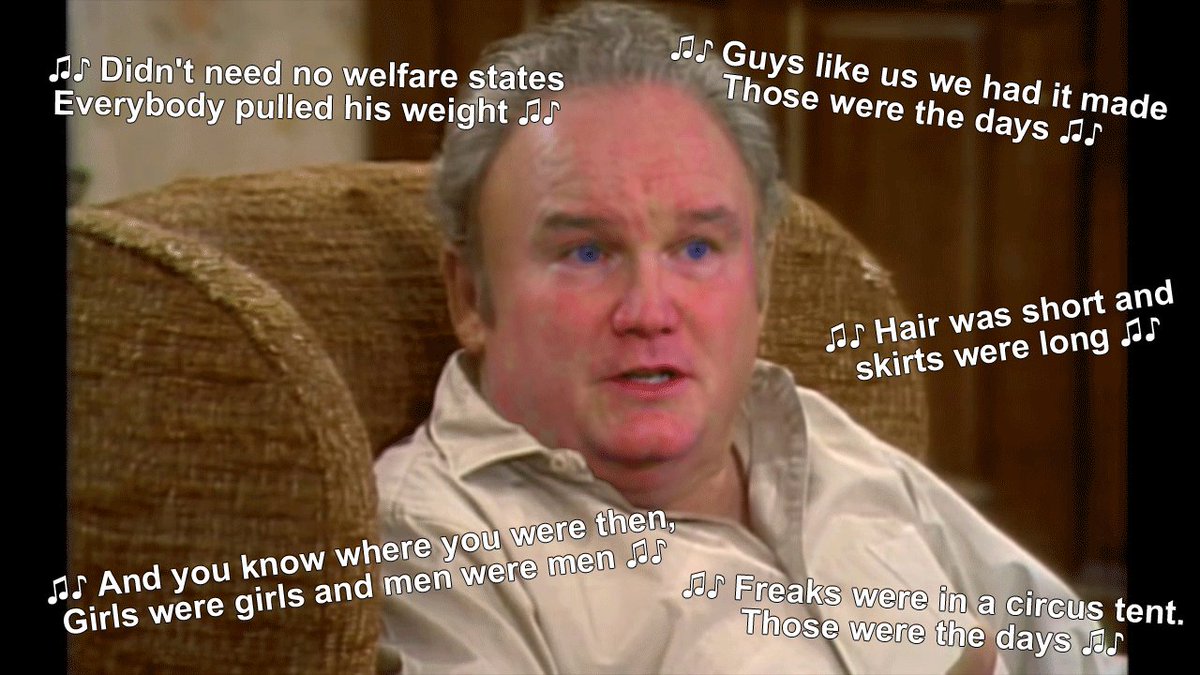 ♫♪ Didn't need no welfare states
Everybody pulled his weight ♫♪
♫♪ Guys like us we had it made
Those were the days ♫♪
♫♪ Hair was short and
skirts were long ♫♪
♫♪ And you know where you were then,
Girls were girls and men were men ♫♪
♫♪ Freaks were in a circus tent.
Those were the days ♫♪